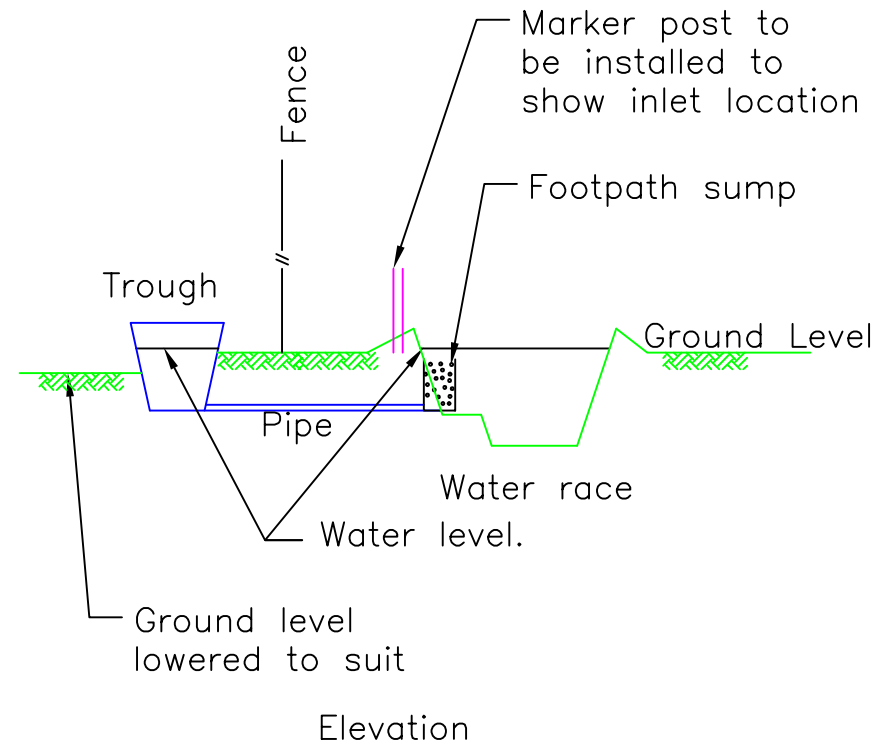 Marker post to
be installed to
show inlet location
Fence
Footpath sump
Trough
Ground Level
Pipe
Water race
Water level.
Ground level
lowered to suit
Elevation